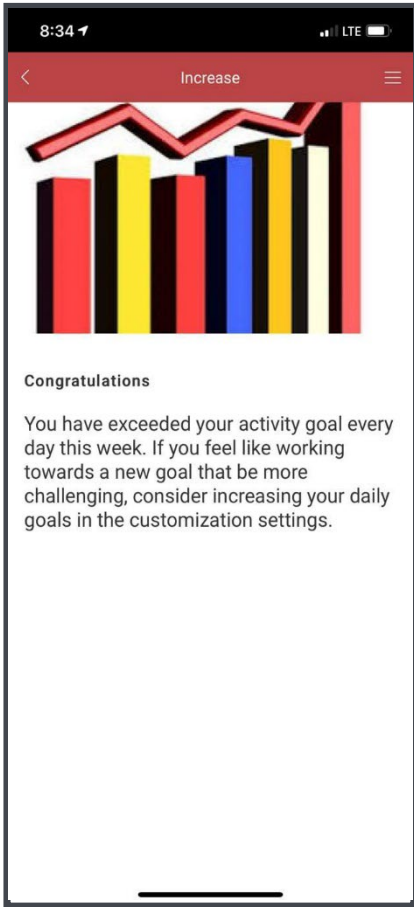 8:34
LTE
Increase
Congratulations
You have exceeded your activity goal every
day this week. If you feel like working
towards a new goal that be more
challenging, consider increasing your daily
goals in the customization settings.